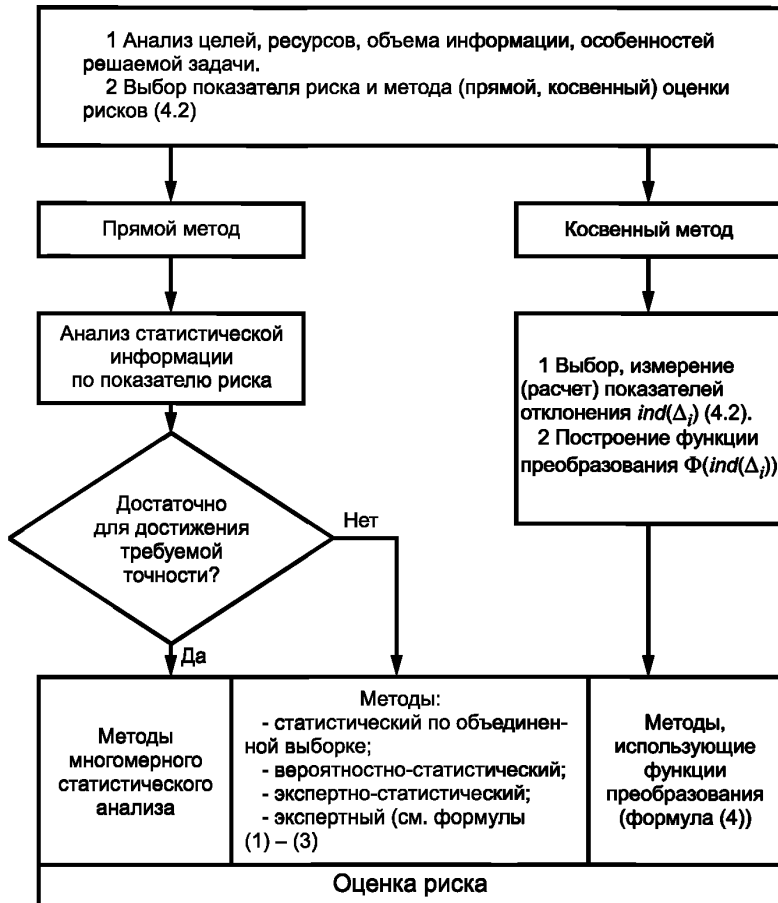 1 Анализ целей, ресурсов, объема информации, особенностей
решаемой задачи.
2 Выбор показателя риска и метода (прямой, косвенный) оценки
рисков (4.2)
Прямой метод
Косвенный метод
Анализ статистической
информации
по показателю риска
1 Выбор, измерение
(расчет) показателей
отклонения ind(Δi) (4.2).
2 Построение функции
преобразования Φ(ind(Δi))
Достаточно
для достижения
требуемой
точности?
Нет
Да
Методы
многомерного
статистического
анализа
Методы:
- статистический по объединен-
ной выборке;
- вероятностно-статистический;
- экспертно-статистический;
- экспертный (см. формулы
(1) – (3)
Методы,
использующие
функции
преобразования
(формула (4))
Оценка риска